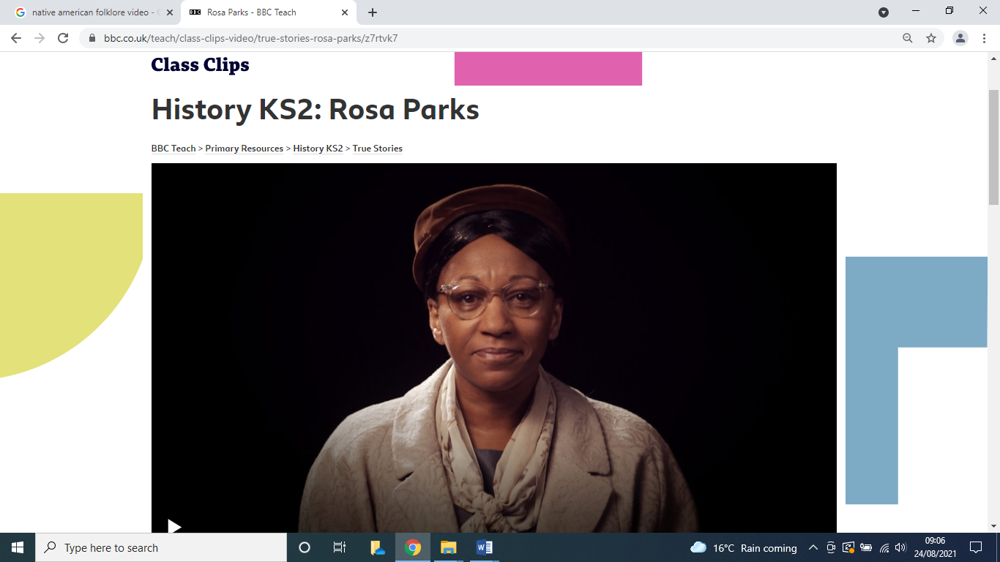 native american folklore video -
BBC
Rosa Parks - BBC Teach
bbc.co.uk/teach/class-clips-video/true-stories-rosa-parks/z7rtvk7
Class Clips
History KS2: Rosa Parks
BBC Teach > Primary Resources > History KS2 > True Stories
Type here to search
16°C Rain coming
09:06
24/08/2021